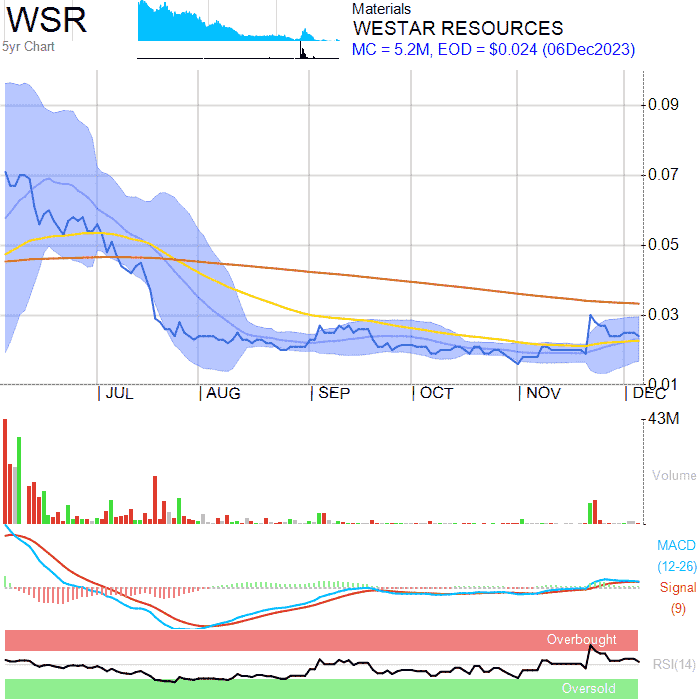 WSR
5yr Chart
Materials
WESTAR RESOURCES
MC = 5.2M, EOD = $0.024 (06Dec2023)
0.09
0.07
0.05
0.03
0.01
JUL
AUG
SEP
OCT
NOV
DEC
43M
Volume
MACD
(12-26)
Signal
(9)
Overbought
RSI(14)
Oversold